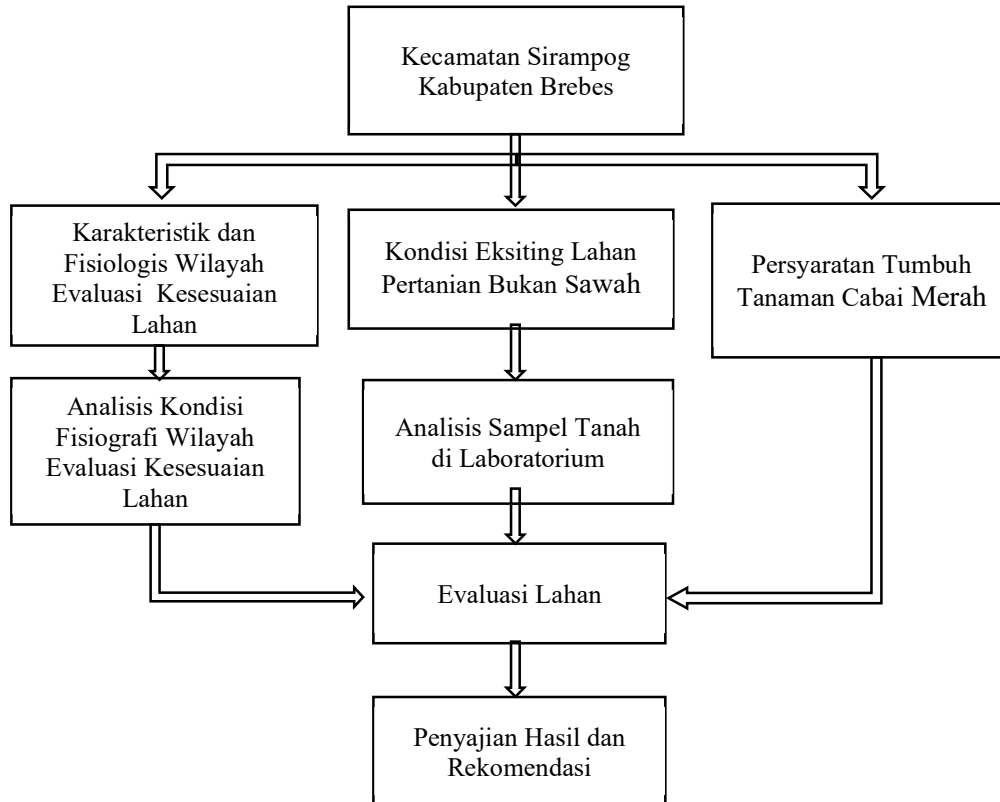 Kecamatan Sirampog
Kabupaten Brebes
Karakteristik dan
Fisiologis Wilayah
Evaluasi Kesesuaian
Lahan
Kondisi Eksiting Lahan
Pertanian Bukan Sawah
Persyaratan Tumbuh
Tanaman Cabai Merah
Analisis Kondisi
Fisiografi Wilayah
Evaluasi Kesesuaian
Lahan
Analisis Sampel Tanah
di Laboratorium
Evaluasi Lahan
Penyajian Hasil dan
Rekomendasi